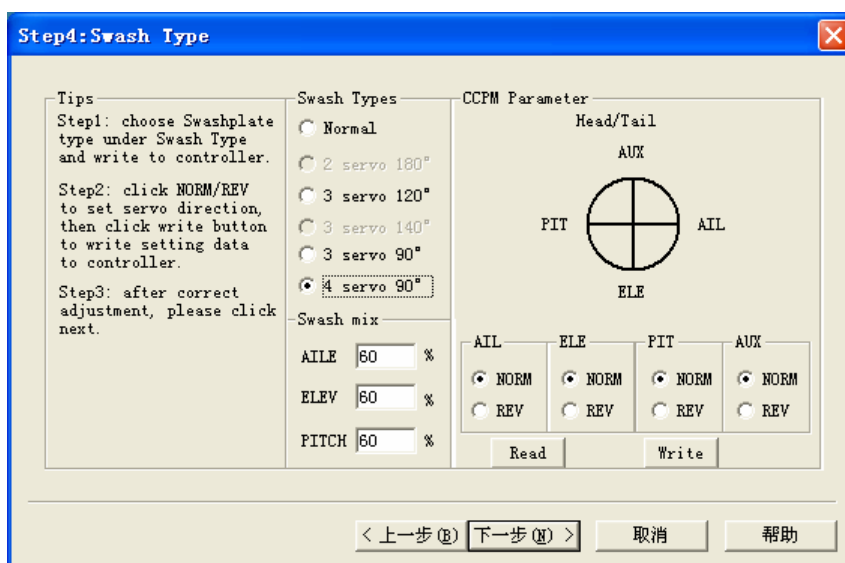 Step4:Swash Type
Tips
Step1: choose Swashplate
type under Swash Type
and write to controller.
Step2: click NORM/REV
to set servo direction,
then click write button
to write setting data
to controller.
Step3: after correct
adjustment, please click
next.
Swash Types
Normal
2 servo 180°
3 servo 120°
3 servo 140°
3 servo 90°
4 servo 90°
Swash mix
AILE 60 %
ELEV 60 %
PITCH 60 %
CCPM Parameter
Head/Tail
AUX
PIT AIL
ELE
AIL ELE PIT AUX
NORM NORM NORM NORM
REV REV REV REV
Read Write
< 上一步(B) 下一步(N) > 取消 帮助